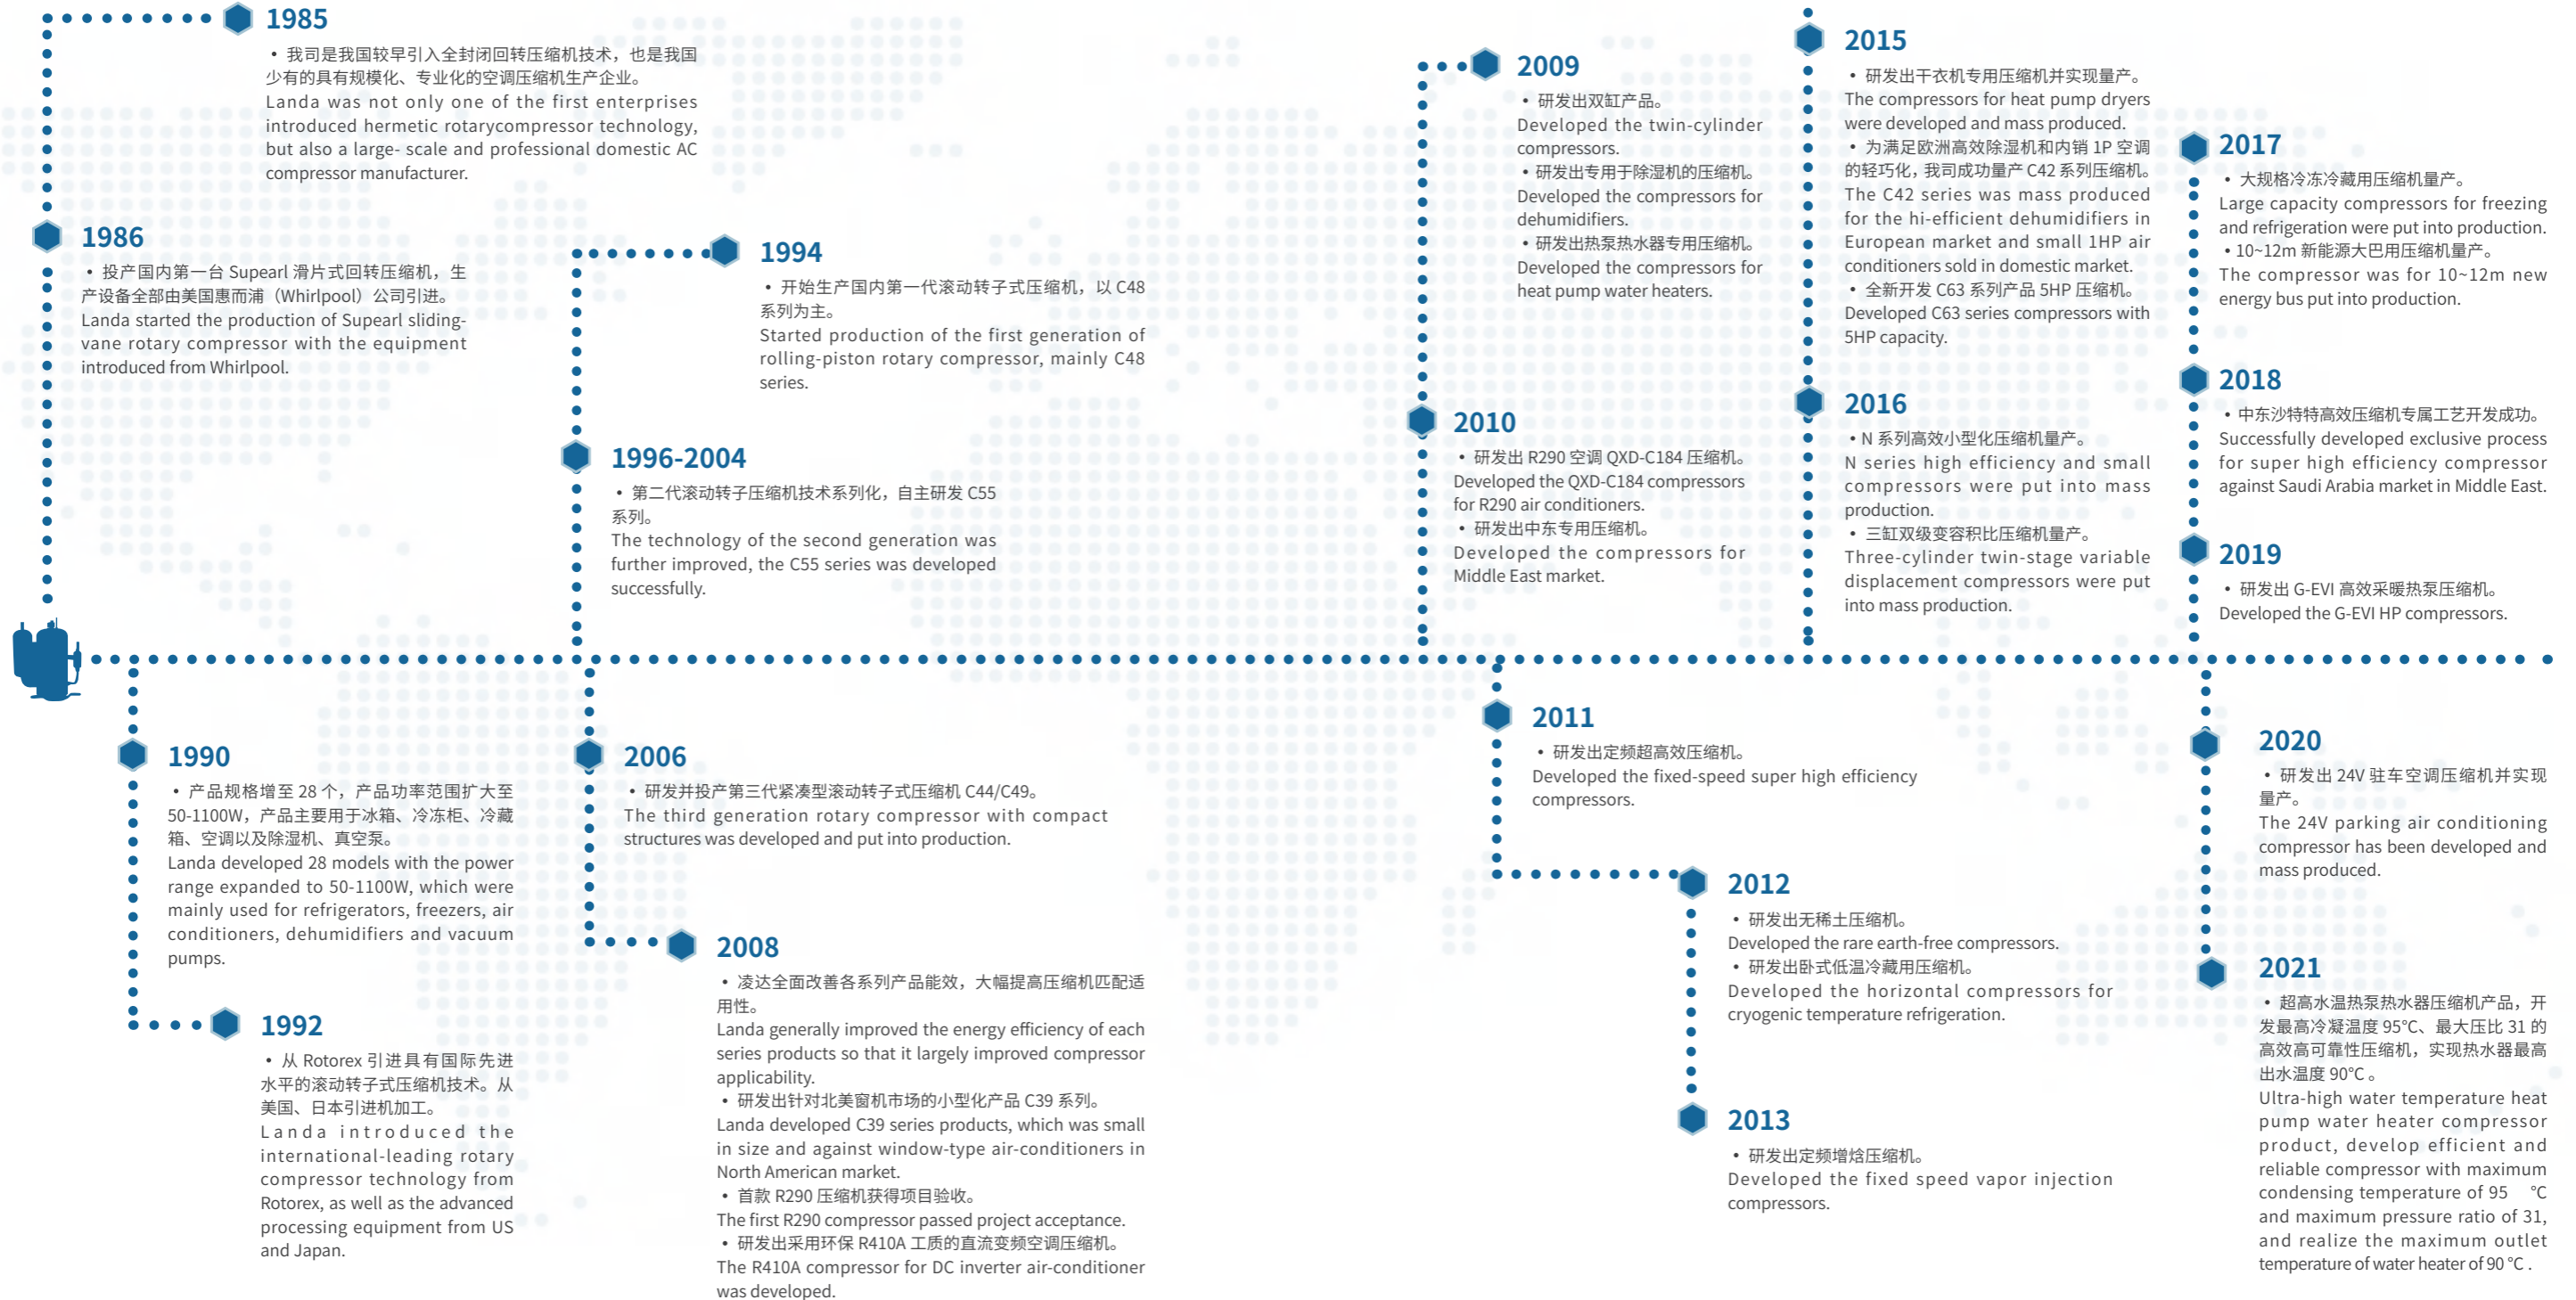 1985
• 我司是我国较早引入全封闭回转压缩机技术，也是我国
少有的具有规模化、专业化的空调压缩机生产企业。
Landa was not only one of the first enterprises
introduced hermetic rotarycompressor technology,
but also a large- scale and professional domestic AC
compressor manufacturer.
1986
• 投产国内第一台 Supearl 滑片式回转压缩机，生
产设备全部由美国惠而浦（Whirlpool）公司引进。
Landa started the production of Supearl sliding-
vane rotary compressor with the equipment
introduced from Whirlpool.
1990
• 产品规格增至 28 个，产品功率范围扩大至
50-1100W，产品主要用于冰箱、冷冻柜、冷藏
箱、空调以及除湿机、真空泵。
Landa developed 28 models with the power
range expanded to 50-1100W, which were
mainly used for refrigerators, freezers, air
conditioners, dehumidifiers and vacuum
pumps.
1992
• 从 Rotorex 引进具有国际先进
水平的滚动转子式压缩机技术。从
美国、日本引进机加工。
Landa introduced the
international-leading rotary
compressor technology from
Rotorex, as well as the advanced
processing equipment from US
and Japan.
1994
• 开始生产国内第一代滚动转子式压缩机，以 C48
系列为主。
Started production of the first generation of
rolling-piston rotary compressor, mainly C48
series.
1996-2004
• 第二代滚动转子压缩机技术系列化，自主研发 C55
系列。
The technology of the second generation was
further improved, the C55 series was developed
successfully.
2006
• 研发并投产第三代紧凑型滚动转子式压缩机 C44/C49。
The third generation rotary compressor with compact
structures was developed and put into production.
2008
• 凌达全面改善各系列产品能效，大幅提高压缩机匹配适
用性。
Landa generally improved the energy efficiency of each
series products so that it largely improved compressor
applicability.
• 研发出针对北美窗机市场的小型化产品 C39 系列。
Landa developed C39 series products, which was small
in size and against window-type air-conditioners in
North American market.
• 首款 R290 压缩机获得项目验收。
The first R290 compressor passed project acceptance.
• 研发出采用环保 R410A 工质的直流变频空调压缩机。
The R410A compressor for DC inverter air-conditioner
was developed.
2009
• 研发出双缸产品。
Developed the twin-cylinder
compressors.
• 研发出专用于除湿机的压缩机。
Developed the compressors for
dehumidifiers.
• 研发出热泵热水器专用压缩机。
Developed the compressors for
heat pump water heaters.
2010
• 研发出 R290 空调 QXD-C184 压缩机。
Developed the QXD-C184 compressors
for R290 air conditioners.
• 研发出中东专用压缩机。
Developed the compressors for
Middle East market.
2011
• 研发出定频超高效压缩机。
Developed the fixed-speed super high efficiency
compressors.
2012
• 研发出无稀土压缩机。
Developed the rare earth-free compressors.
• 研发出卧式低温冷藏用压缩机。
Developed the horizontal compressors for
cryogenic temperature refrigeration.
2013
• 研发出定频增焓压缩机。
Developed the fixed speed vapor injection
compressors.
2015
• 研发出干衣机专用压缩机并实现量产。
The compressors for heat pump dryers
were developed and mass produced.
• 为满足欧洲高效除湿机和内销 1P 空调
的轻巧化，我司成功量产 C42 系列压缩机。
The C42 series was mass produced
for the hi-efficient dehumidifiers in
European market and small 1HP air
conditioners sold in domestic market.
• 全新开发 C63 系列产品 5HP 压缩机。
Developed C63 series compressors with
5HP capacity.
2016
• N 系列高效小型化压缩机量产。
N series high efficiency and small
compressors were put into mass
production.
• 三缸双级变容积比压缩机量产。
Three-cylinder twin-stage variable
displacement compressors were put
into mass production.
2017
• 大规格冷冻冷藏用压缩机量产。
Large capacity compressors for freezing
and refrigeration were put into production.
• 10~12m 新能源大巴用压缩机量产。
The compressor was for 10~12m new
energy bus put into production.
2018
• 中东沙特特高效压缩机专属工艺开发成功。
Successfully developed exclusive process
for super high efficiency compressor
against Saudi Arabia market in Middle East.
2019
• 研发出 G-EVI 高效采暖热泵压缩机。
Developed the G-EVI HP compressors.
2020
• 研发出 24V 驻车空调压缩机并实现
量产。
The 24V parking air conditioning
compressor has been developed and
mass produced.
2021
• 超高水温热泵热水器压缩机产品，开
发最高冷凝温度 95℃、最大压比 31 的
高效高可靠性压缩机，实现热水器最高
出水温度 90℃ 。
Ultra-high water temperature heat
pump water heater compressor
product, develop efficient and
reliable compressor with maximum
condensing temperature of 95 ℃
and maximum pressure ratio of 31,
and realize the maximum outlet
temperature of water heater of 90 ℃ .